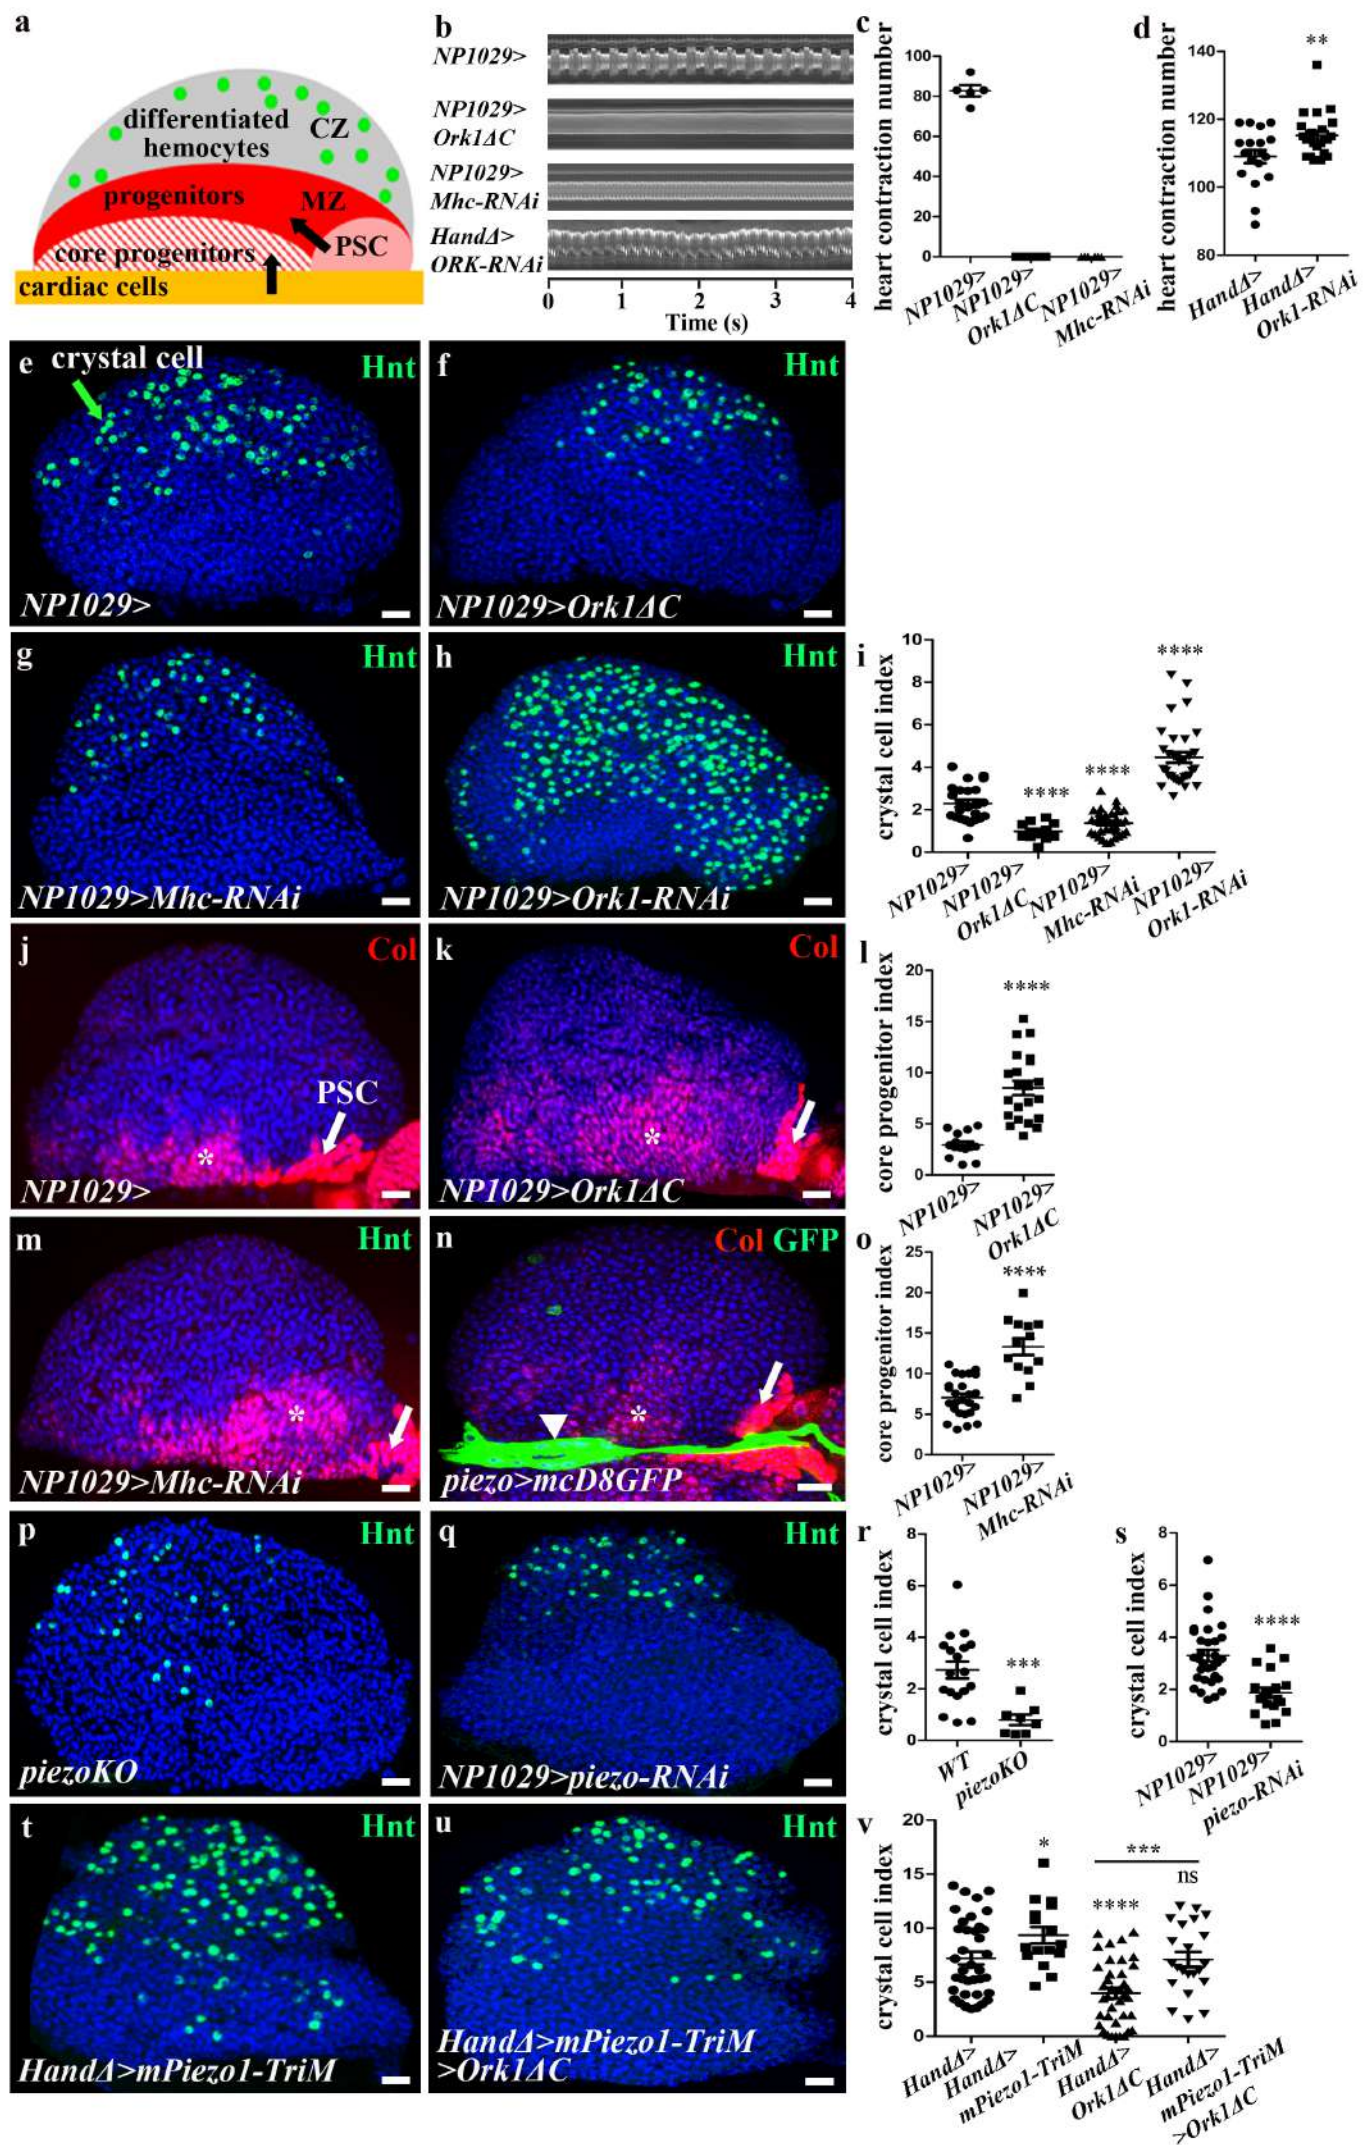 a
differentiated
hemocytes
CZ
progenitors
MZ
core progenitors
PSC
cardiac cells
b
NP1029>
NP1029>
Ork1ΔC
NP1029>
Mhc-RNAi
HandΔ>
ORK-RNAi
0 1 2 3 4
Time (s)
c
heart contraction number
100
80
60
40
20
0
NP1029>
NP1029>
Ork1ΔC
NP1029>
Mhc-RNAi
d
heart contraction number
**
140
120
100
80
HandΔ>
HandΔ>
Ork1-RNAi
e
crystal cell
Hnt
NP1029>
f
Hnt
NP1029>Ork1ΔC
g
Hnt
NP1029>Mhc-RNAi
h
Hnt
NP1029>Ork1-RNAi
i
crystal cell index
10
8
6
4
2
0
****
****
****
NP1029>
NP1029>
Ork1ΔC
NP1029>
Mhc-RNAi
NP1029>
Ork1-RNAi
j
Col
PSC
*
NP1029>
k
Col
*
NP1029>Ork1ΔC
l
core progenitor index
20
15
10
5
0
****
NP1029>
NP1029>
Ork1ΔC
m
Hnt
*
NP1029>Mhc-RNAi
n
Col GFP
*
piezo>mcD8GFP
o
core progenitor index
25
20
15
10
5
0
****
NP1029>
NP1029>
Mhc-RNAi
p
Hnt
piezoKO
q
Hnt
NP1029>piezo-RNAi
r
crystal cell index
8
6
4
2
0
***
WT
piezoKO
s
crystal cell index
8
6
4
2
0
****
NP1029>
NP1029>
piezo-RNAi
t
Hnt
HandΔ>mPiezo1-TriM
u
Hnt
HandΔ>mPiezo1-TriM
>Ork1ΔC
v
crystal cell index
20
15
10
5
0
*
****
***
ns
HandΔ>
HandΔ>
mPiezo1-TriM
HandΔ>
Ork1ΔC
HandΔ>
mPiezo1-TriM
>Ork1ΔC